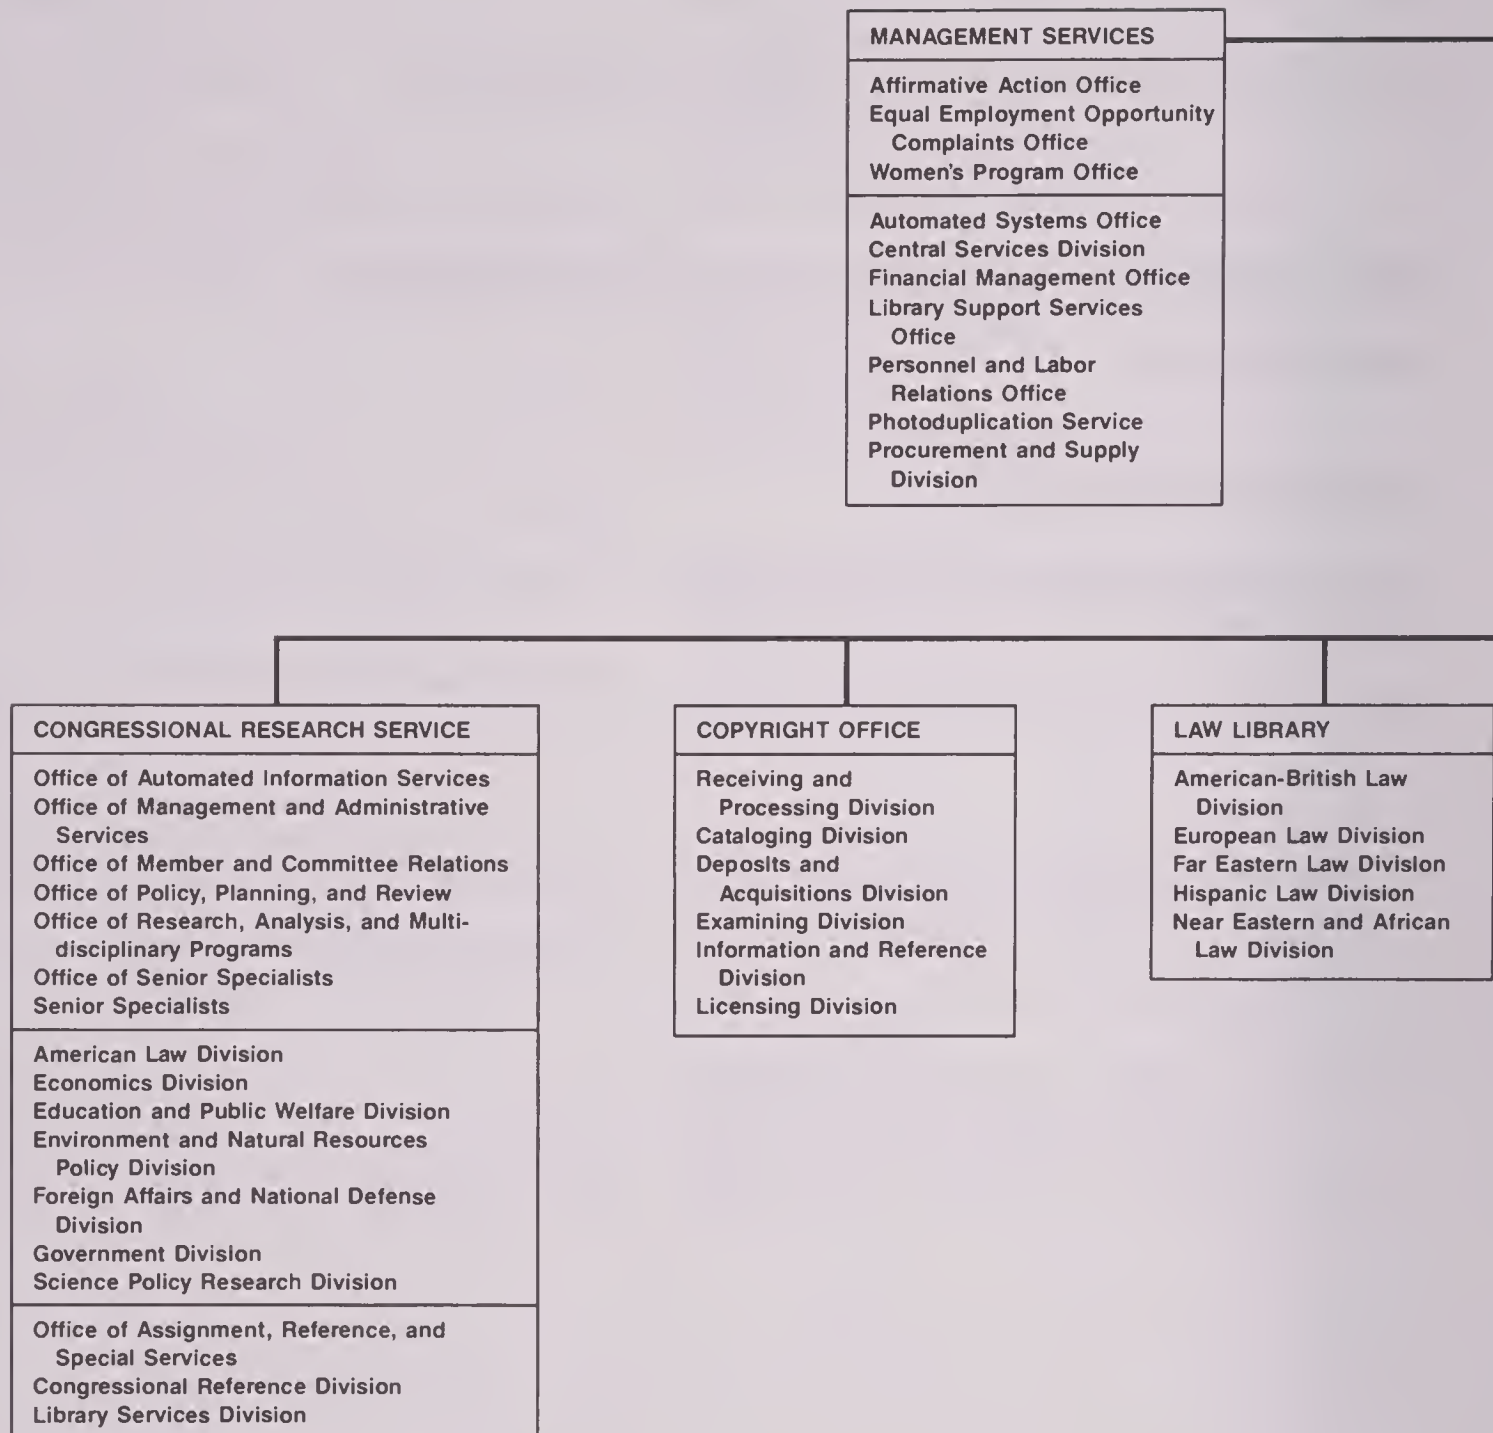 MANAGEMENT SERVICES
Affirmative Action Office
Equal Employment Opportunity
Complaints Office
Women's Program Office
Automated Systems Office
Central Services Division
Financial Management Office
Library Support Services
Office
Personnel and Labor
Relations Office
Photoduplication Service
Procurement and Supply
Division
CONGRESSIONAL RESEARCH SERVICE
Office of Automated Information Services
Office of Management and Administrative
Services
Office of Member and Committee Relations
Office of Policy, Planning, and Review
Office of Research, Analysis, and Multi-
disciplinary Programs
Office of Senior Specialists
Senior Specialists
American Law Division
Economics Division
Education and Public Welfare Division
Environment and Natural Resources
Policy Division
Foreign Affairs and National Defense
Division
Government Division
Science Policy Research Division
Office of Assignment, Reference, and
Special Services
Congressional Reference Division
Library Services Division
COPYRIGHT OFFICE
Receiving and
Processing Division
Cataloging Division
Deposits and
Acquisitions Division
Examining Division
Information and Reference
Division
Licensing Division
LAW LIBRARY
American-British Law
Division
European Law Division
Far Eastern Law Division
Hispanic Law Division
Near Eastern and African
Law Division